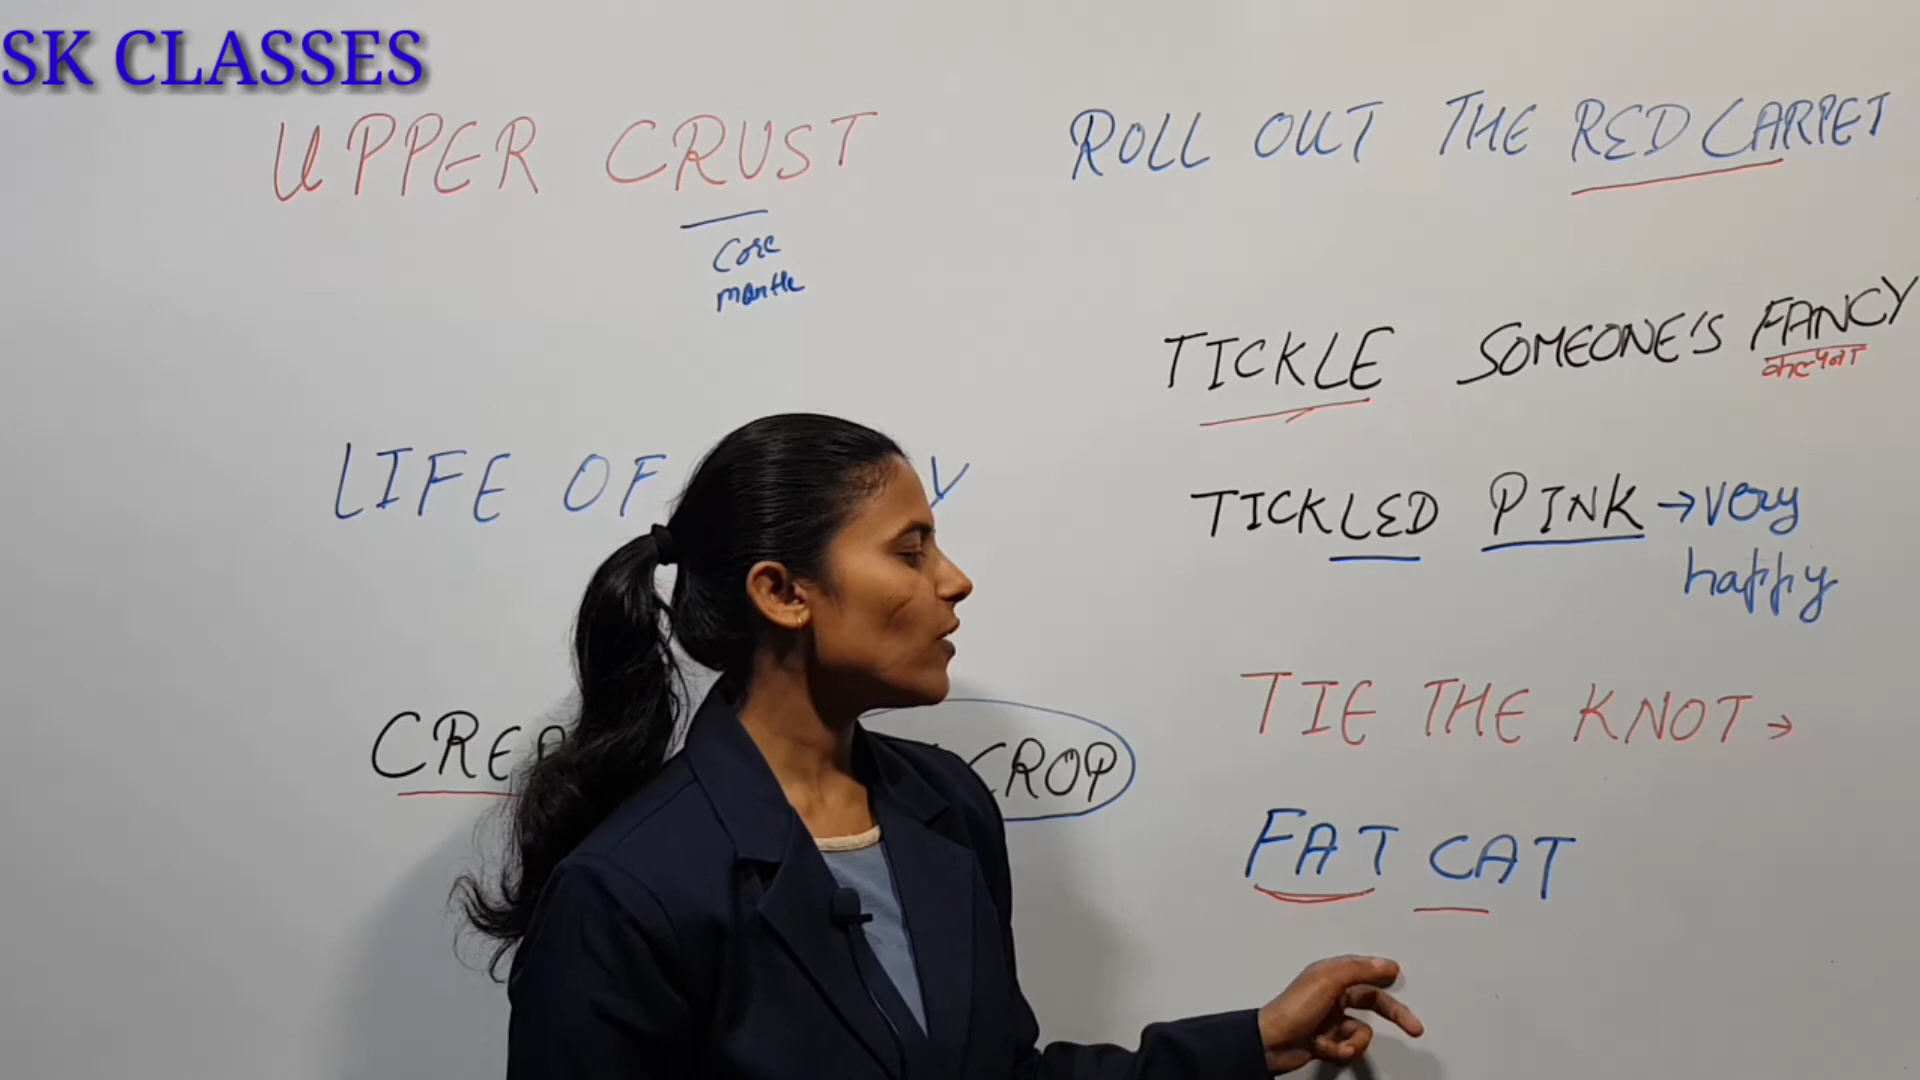 SK CLASSES
UPPER CRUST
Core
mantle
LIFE OF
CREA
CROP
ROLL OUT THE RED CARPET
TICKLE SOMEONE'S FANCY
कल्पना
TICKLED PINK → very
happy
TIE THE KNOT →
FAT CAT